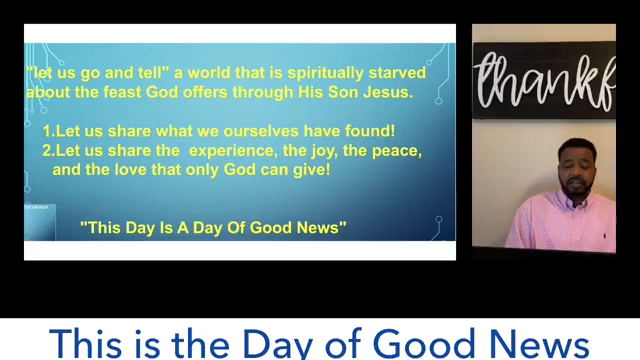 "let us go and tell" a world that is spiritually starved
about the feast God offers through His Son Jesus.
1.Let us share what we ourselves have found!
2.Let us share the experience, the joy, the peace,
and the love that only God can give!
"This Day Is A Day Of Good News"
thankf
This is the Day of Good News